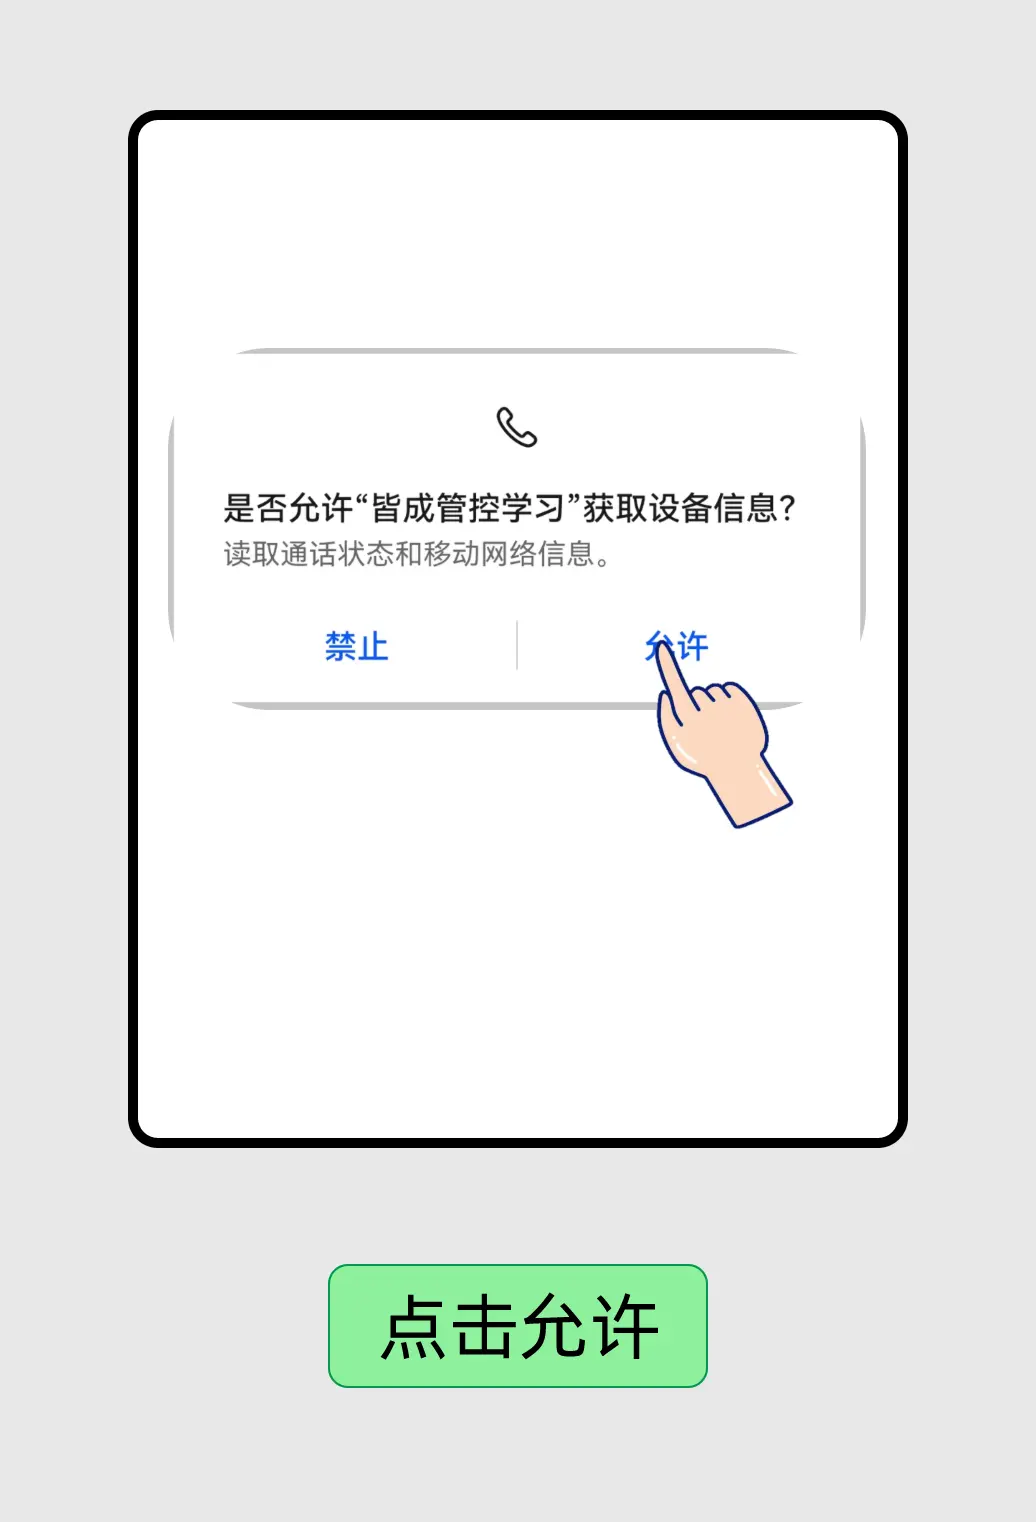 是否允许“皆成管控学习”获取设备信息?
读取通话状态和移动网络信息。
禁止
允许
点击允许